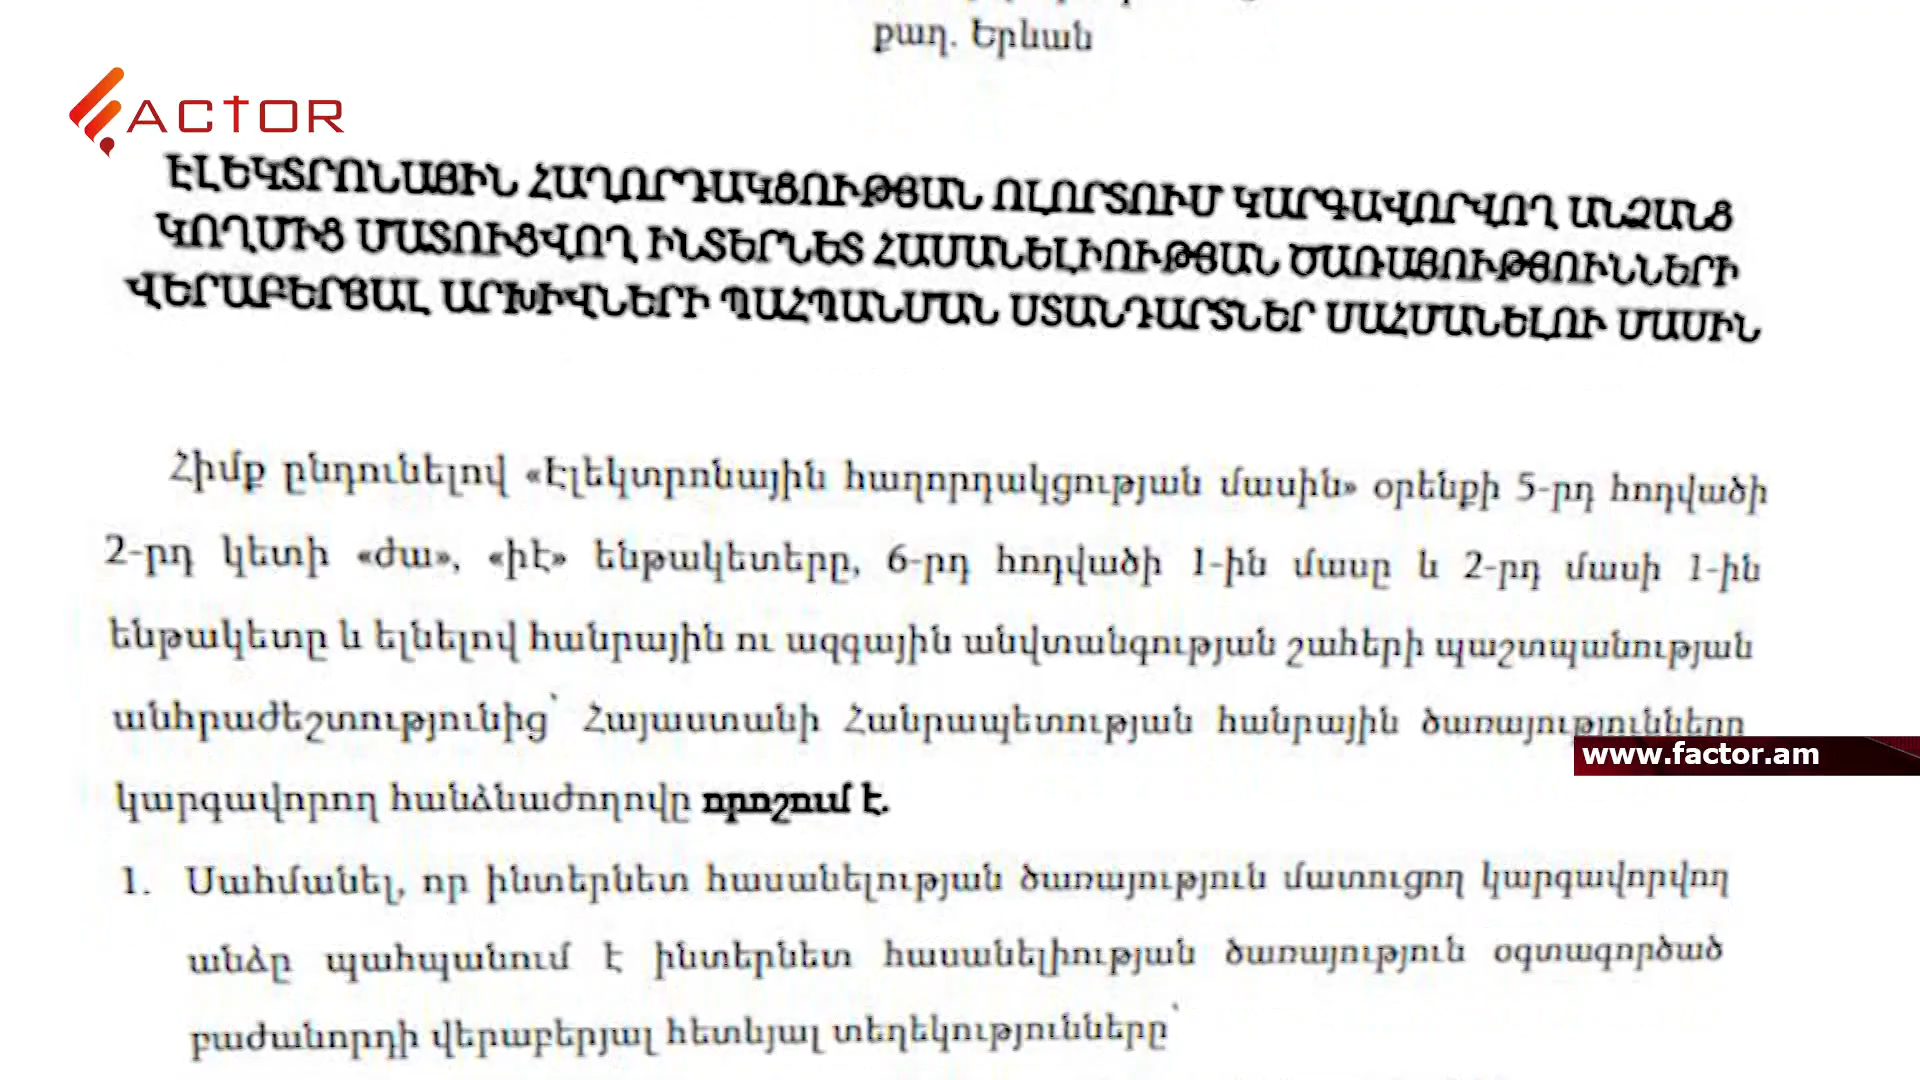 քաղ. Երևան
ACTOR
ԷԼԵԿՏՐՈՆԱՅԻՆ ՀԱՂՈՐԴԱԿՑՈՒԹՅԱՆ ՈԼՈՐՏՈՒՄ ԿԱՐԳԱՎՈՐՎՈՂ ԱՆՁԱՆՑ
ԿՈՂՄԻՑ ՄԱՏՈՒՑՎՈՂ ԻՆՏԵՐՆԵՏ ՀԱՍԱՆԵԼԻՈՒԹՅԱՆ ԾԱՌԱՅՈՒԹՅՈՒՆՆԵՐԻ
ՎԵՐԱԲԵՐՅԱԼ ԱՐԽԻՎՆԵՐԻ ՊԱՀՊԱՆՄԱՆ ՍՏԱՆԴԱՐՏՆԵՐ ՍԱՀՄԱՆԵԼՈՒ ՄԱՍԻՆ
Հիմք ընդունելով «Էլեկտրոնային հաղորդակցության մասին» օրենքի 5-րդ հոդվածի
2-րդ կետի «ժա», «իէ» ենթակետերը, 6-րդ հոդվածի 1-ին մասը և 2-րդ մասի 1-ին
ենթակետը և ելնելով հանրային ու ազգային անվտանգության շահերի պաշտպանության
անհրաժեշտությունից՝ Հայաստանի Հանրապետության հանրային ծառայությունները
www.factor.am
կարգավորող հանձնաժողովը որոշում է.
1. Սահմանել, որ ինտերնետ հասանելության ծառայություն մատուցող կարգավորվող
անձը պահպանում է ինտերնետ հասանելիության ծառայություն օգտագործած
բաժանորդի վերաբերյալ հետևյալ տեղեկությունները՝